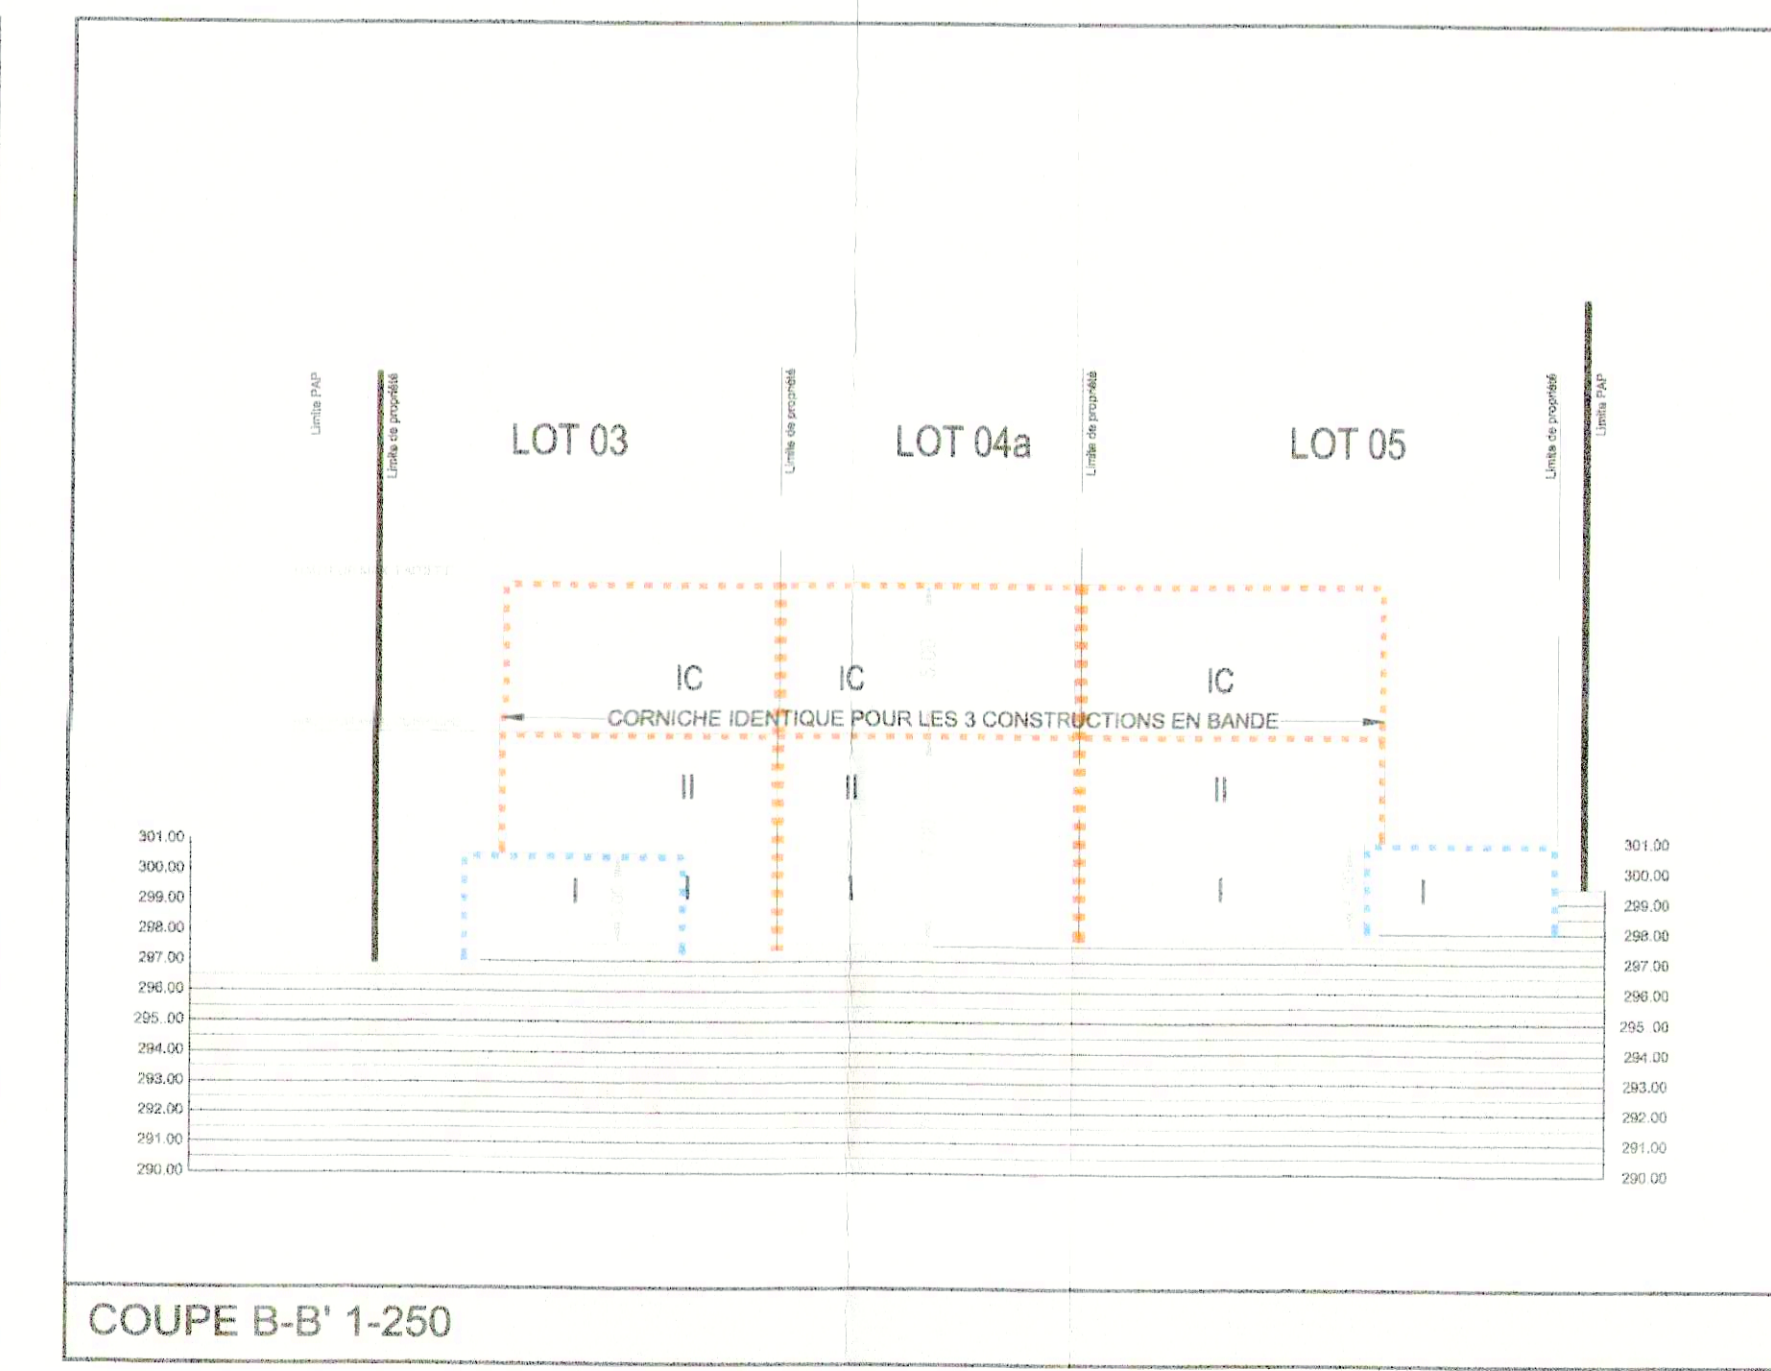 Limite PAP
Limite de propriété
LOT 03
Limite de propriété
LOT 04a
Limite de propriété
LOT 05
Limite de propriété
Limite PAP
IC
IC
IC
CORNICHE IDENTIQUE POUR LES 3 CONSTRUCTIONS EN BANDE
II
II
II
I
I
I
I
I
301.00
300.00
299.00
298.00
297.00
296.00
295.00
294.00
293.00
292.00
291.00
290.00
301.00
300.00
299.00
298.00
297.00
296.00
295.00
294.00
293.00
292.00
291.00
290.00
COUPE B-B' 1-250